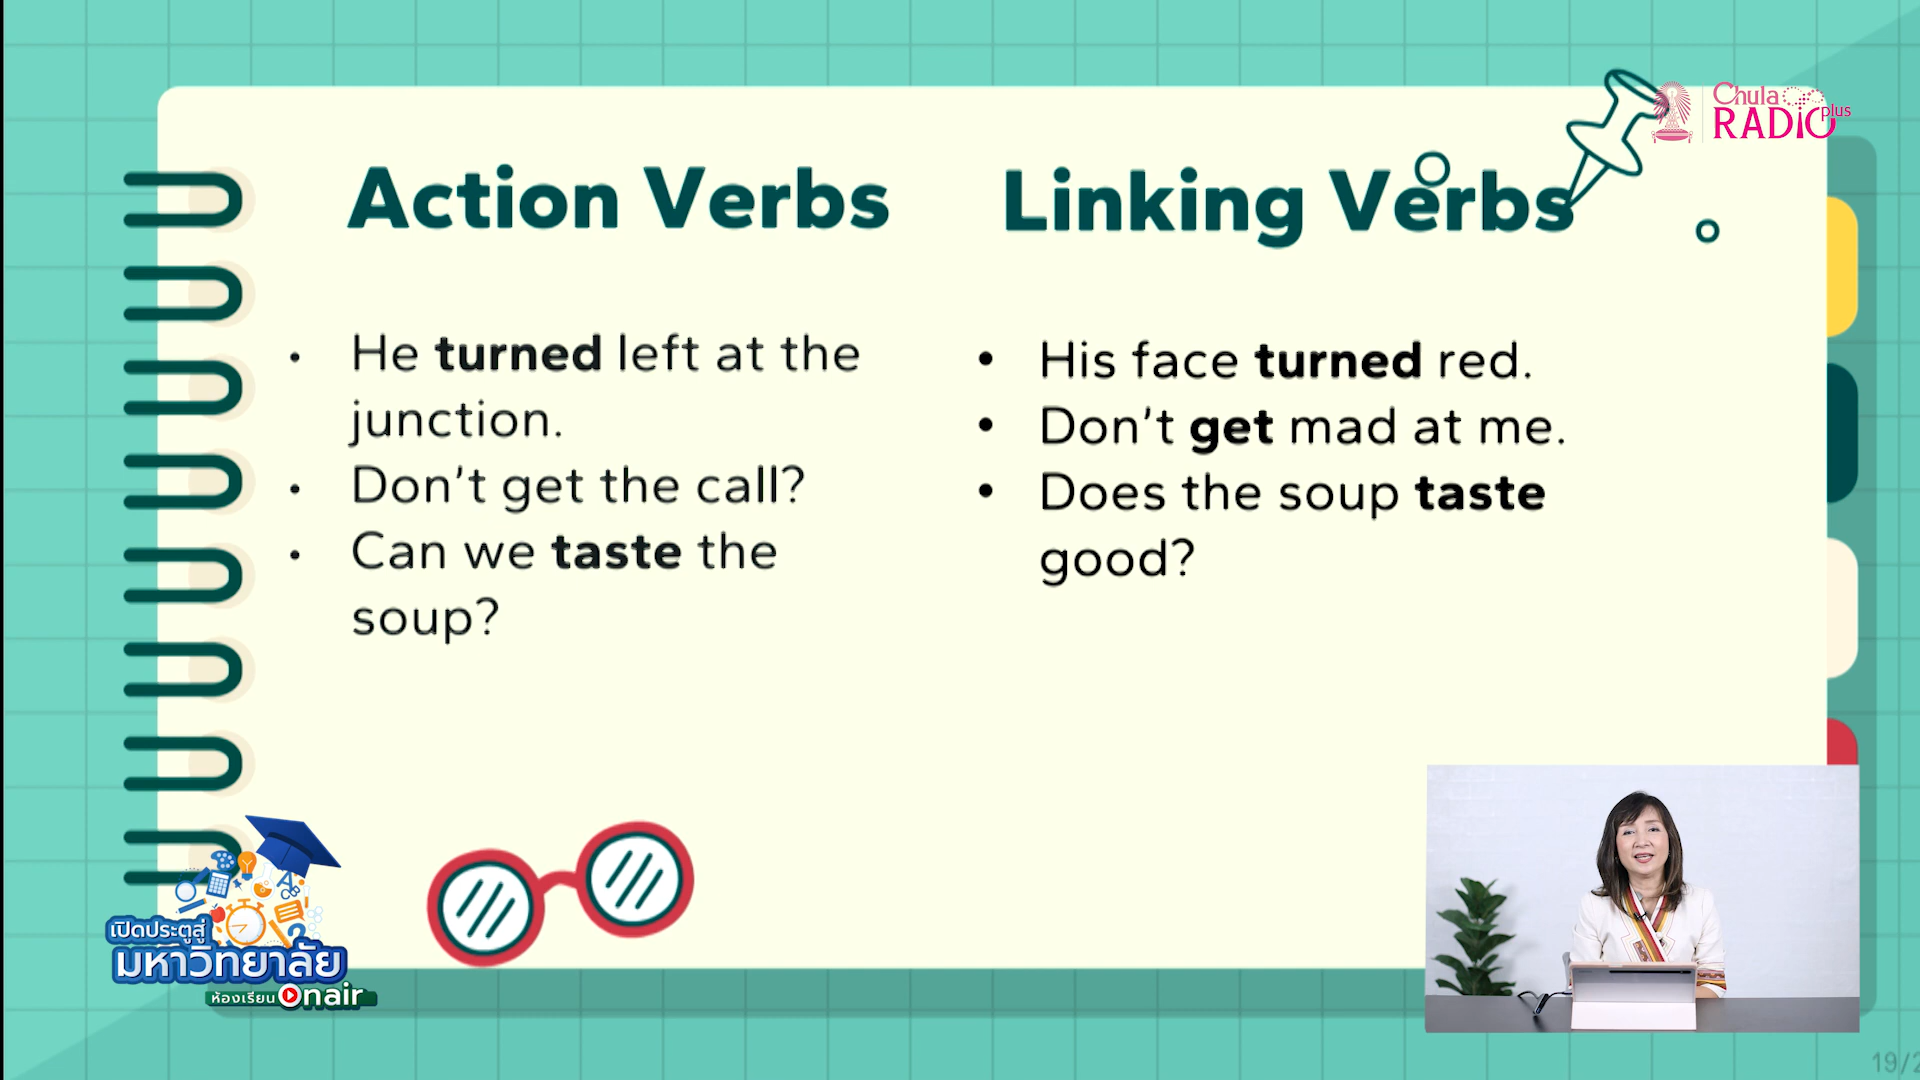 Chula
RADIO plus
Action Verbs
He turned left at the
junction.
Don't get the call?
Can we taste the
soup?
Linking Verbs
His face turned red.
Don't get mad at me.
Does the soup taste
good?
เปิดประตูสู่
มหาวิทยาลัย
ห้องเรียน Onair